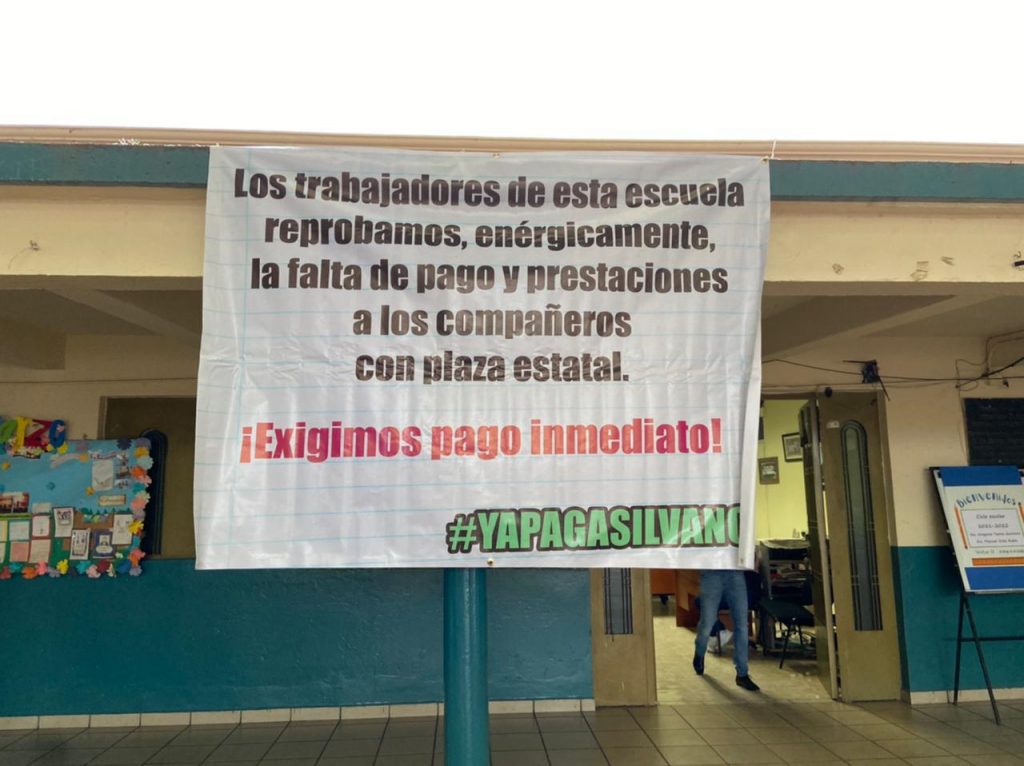 Los trabajadores de esta escuela
reprobamos, enérgicamente,
la falta de pago y prestaciones
a los compañeros
con plaza estatal.
¡Exigimos pago inmediato!
#YAPAGASILVANO
BIENVENIDOS
Ciclo escolar
2021-2022